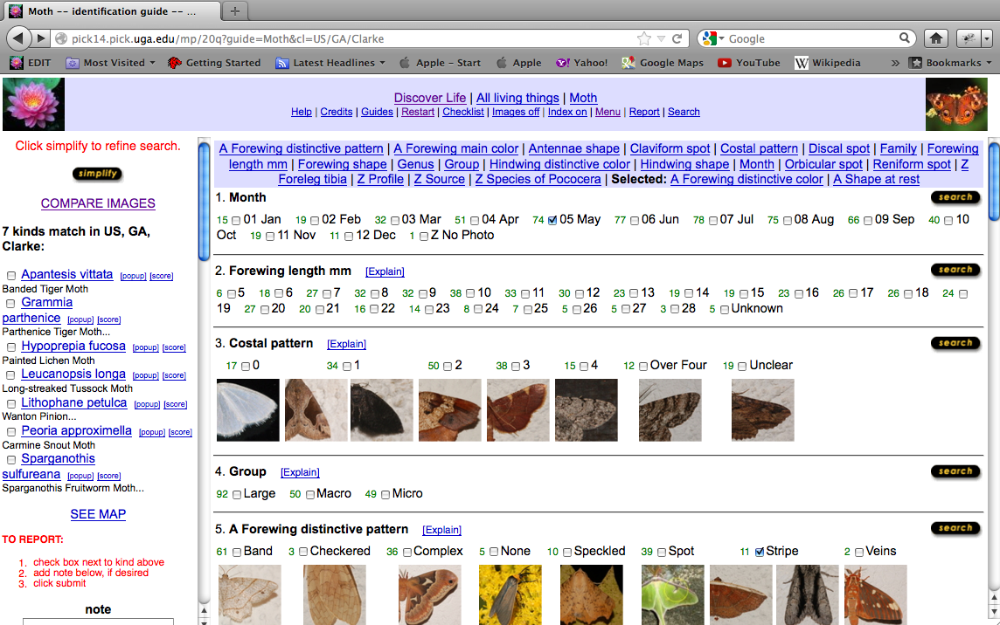 Moth -- identification guide -- ...
pick14.pick.uga.edu/mp/20q?guide=Moth&cl=US/GA/Clarke
Google
EDIT Most Visited Getting Started Latest Headlines Apple - Start Apple Yahoo! Google Maps YouTube Wikipedia » Bookmarks
Discover Life | All living things | Moth
Help | Credits | Guides | Restart | Checklist | Images off | Index on | Menu | Report | Search
Click simplify to refine search.
simplify
COMPARE IMAGES
7 kinds match in US, GA,
Clarke:
Apantesis vittata [popup] [score]
Banded Tiger Moth
Grammia
parthenice [popup] [score]
Parthenice Tiger Moth...
Hypoprepia fucosa [popup] [score]
Painted Lichen Moth
Leucanopsis longa [popup] [score]
Long-streaked Tussock Moth
Lithophane petulca [popup] [score]
Wanton Pinion...
Peoria approximella [popup] [score]
Carmine Snout Moth
Sparganothis
sulfureana [popup] [score]
Sparganothis Fruitworm Moth...
SEE MAP
TO REPORT:
1. check box next to kind above
2. add note below, if desired
3. click submit
note
A Forewing distinctive pattern | A Forewing main color | Antennae shape | Claviform spot | Costal pattern | Discal spot | Family | Forewing
length mm | Forewing shape | Genus | Group | Hindwing distinctive color | Hindwing shape | Month | Orbicular spot | Reniform spot | Z
Foreleg tibia | Z Profile | Z Source | Z Species of Pococera | Selected: A Forewing distinctive color | A Shape at rest
1. Month search
15 01 Jan 19 02 Feb 32 03 Mar 51 04 Apr 74 05 May 77 06 Jun 78 07 Jul 75 08 Aug 66 09 Sep 40 10
Oct 19 11 Nov 11 12 Dec 1 Z No Photo
2. Forewing length mm [Explain] search
6 5 18 6 27 7 32 8 32 9 38 10 33 11 30 12 23 13 19 14 19 15 23 16 26 17 26 18 24
19 27 20 20 21 16 22 14 23 8 24 7 25 5 26 5 27 3 28 5 Unknown
3. Costal pattern [Explain] search
17 0 34 1 50 2 38 3 15 4 12 Over Four 19 Unclear
4. Group [Explain] search
92 Large 50 Macro 49 Micro
5. A Forewing distinctive pattern [Explain] search
61 Band 3 Checkered 36 Complex 5 None 10 Speckled 39 Spot 11 Stripe 2 Veins